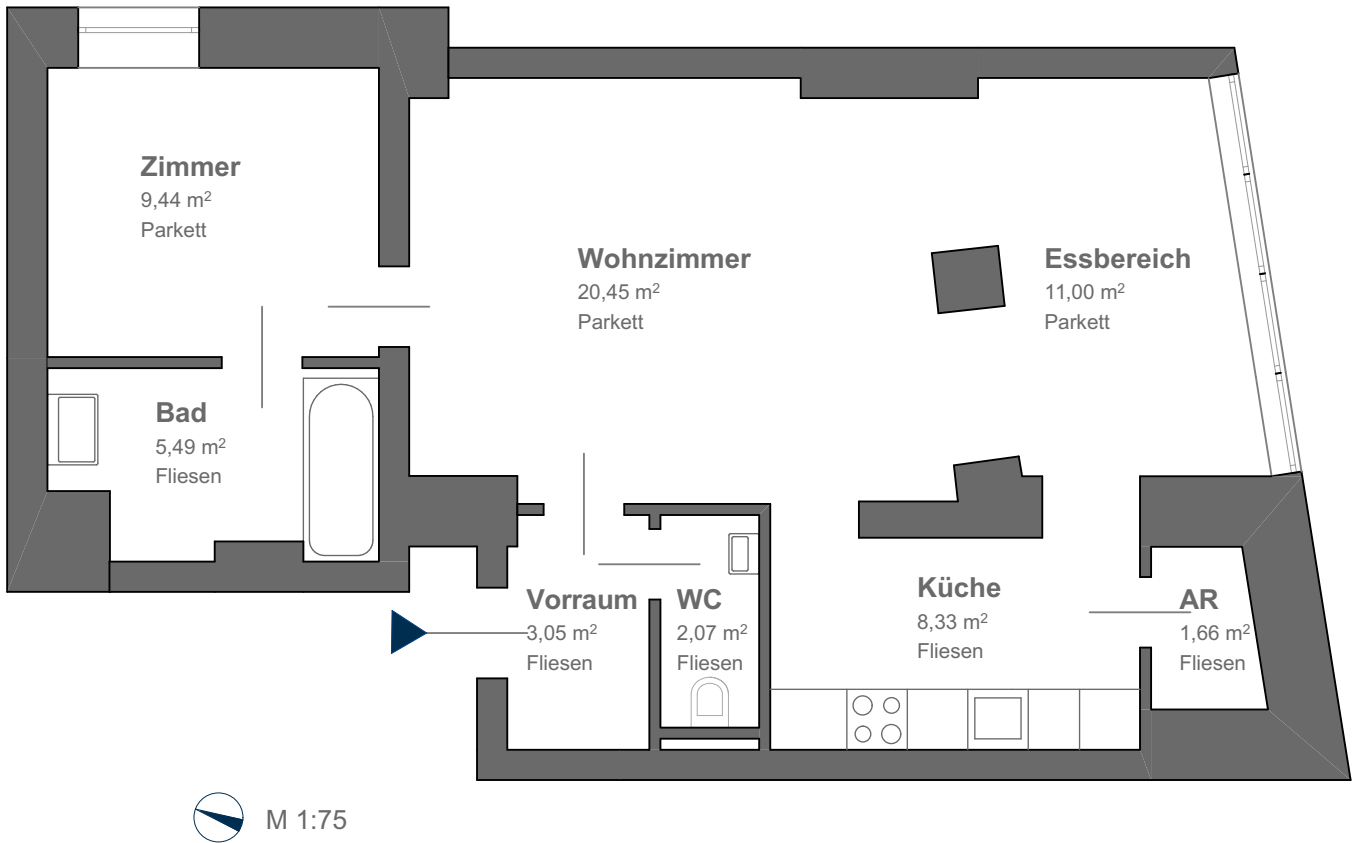 Zimmer
9,44 m²
Parkett
Wohnzimmer
20,45 m²
Parkett
Essbereich
11,00 m²
Parkett
Bad
5,49 m²
Fliesen
Vorraum
3,05 m²
Fliesen
WC
2,07 m²
Fliesen
Küche
8,33 m²
Fliesen
AR
1,66 m²
Fliesen
M 1:75